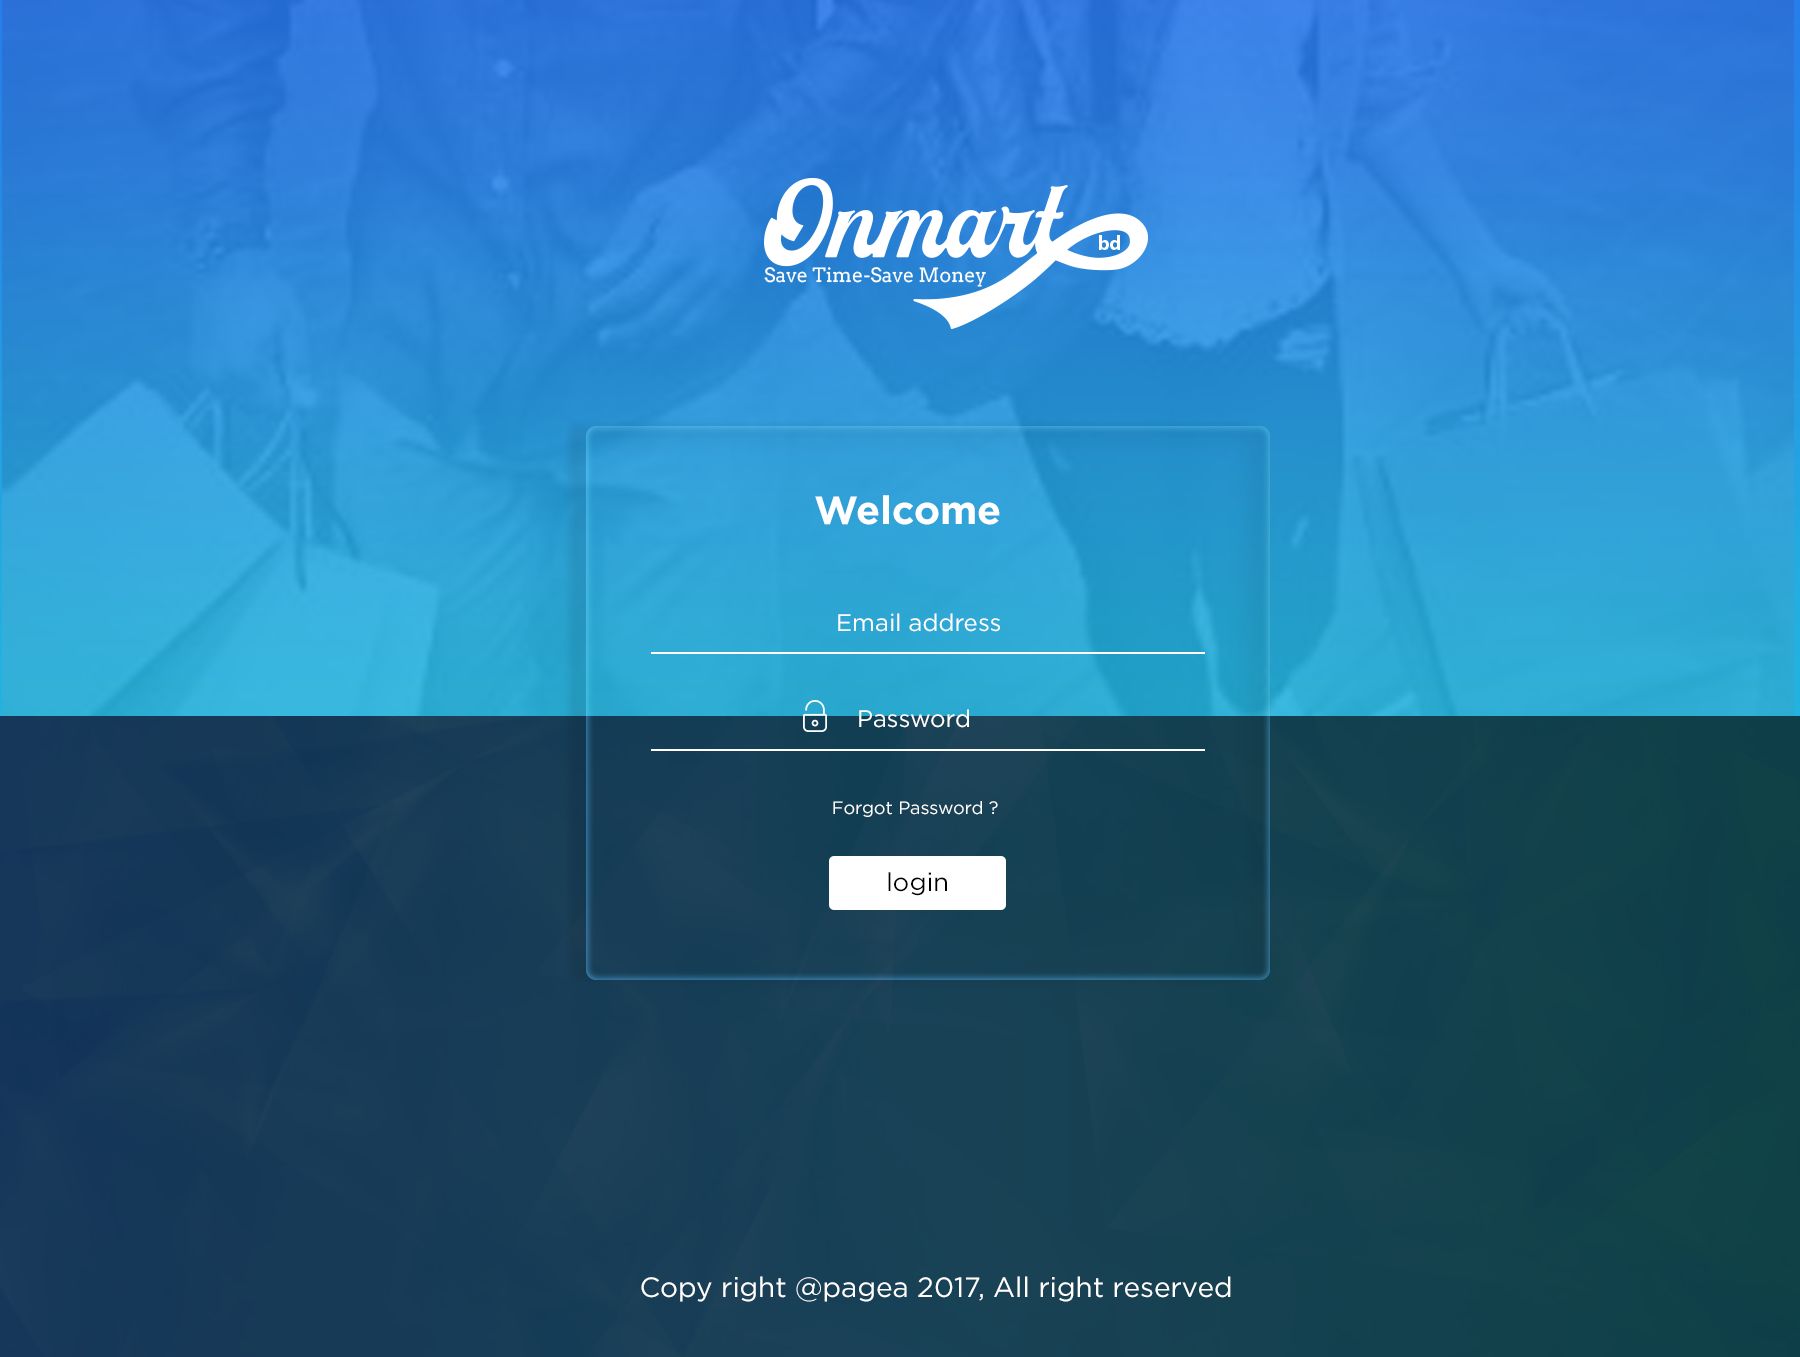 Onmart
bd
Save Time-Save Money
Welcome
Email address
Password
Forgot Password ?
login
Copy right @pagea 2017, All right reserved